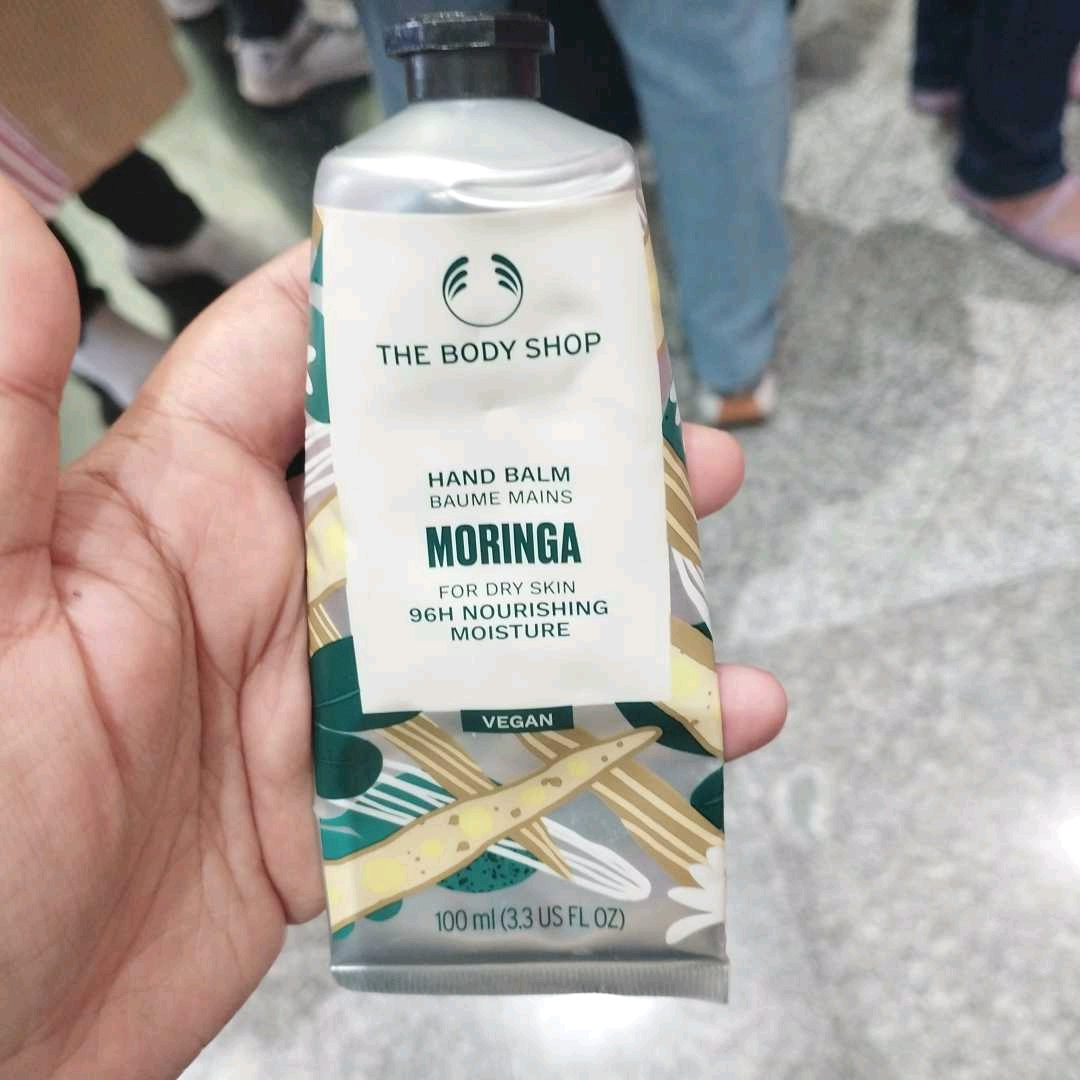 THE BODY SHOP
HAND BALM
BAUME MAINS
MORINGA
FOR DRY SKIN
96H NOURISHING
MOISTURE
VEGAN
100 ml (3.3 US FL OZ)